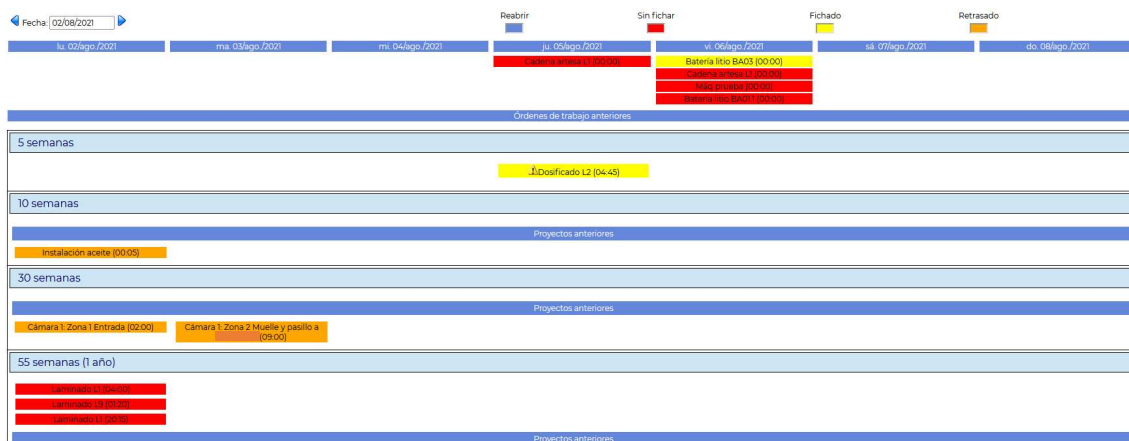 Reabrir Sin fichar Fichado Retrasado
Fecha: 02/08/2021
lu. 02/ago./2021 ma. 03/ago./2021 mi. 04/ago./2021 ju. 05/ago./2021 vi. 06/ago./2021 sá. 07/ago./2021 do. 08/ago./2021
Cadena artesa L1 (00:00) Batería litio BA03 (00:00)
Cadena artesa L1 (00:00)
Máq prueba (00:00)
Batería litio BA011 (00:00)
Órdenes de trabajo anteriores
5 semanas
Dosificado L2 (04:45)
10 semanas
Proyectos anteriores
Instalación aceite (00:05)
30 semanas
Proyectos anteriores
Cámara 1: Zona 1 Entrada (02:00) Cámara 1: Zona 2 Muelle y pasillo a
(09:00)
55 semanas (1 año)
Laminado L1 (04:00)
Laminado L9 (01:20)
Laminado L1 (20:15)
Proyectos anteriores